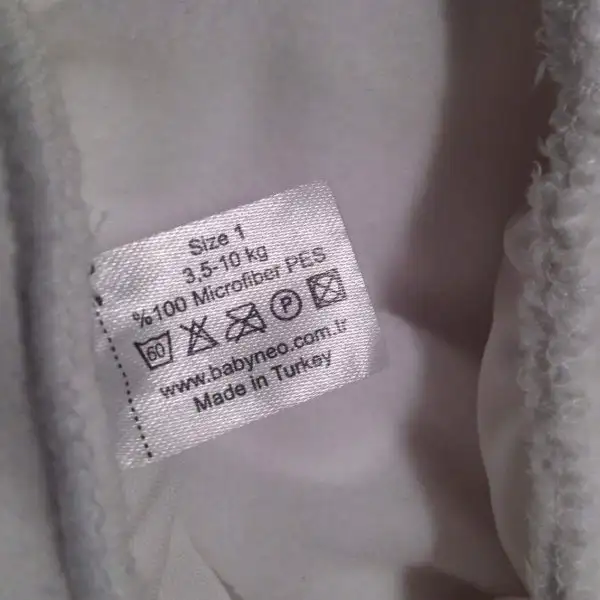 Size 1
3,5-10 kg
%100 Microfiber PES
60 P
www.babyneo.com.tr
Made in Turkey